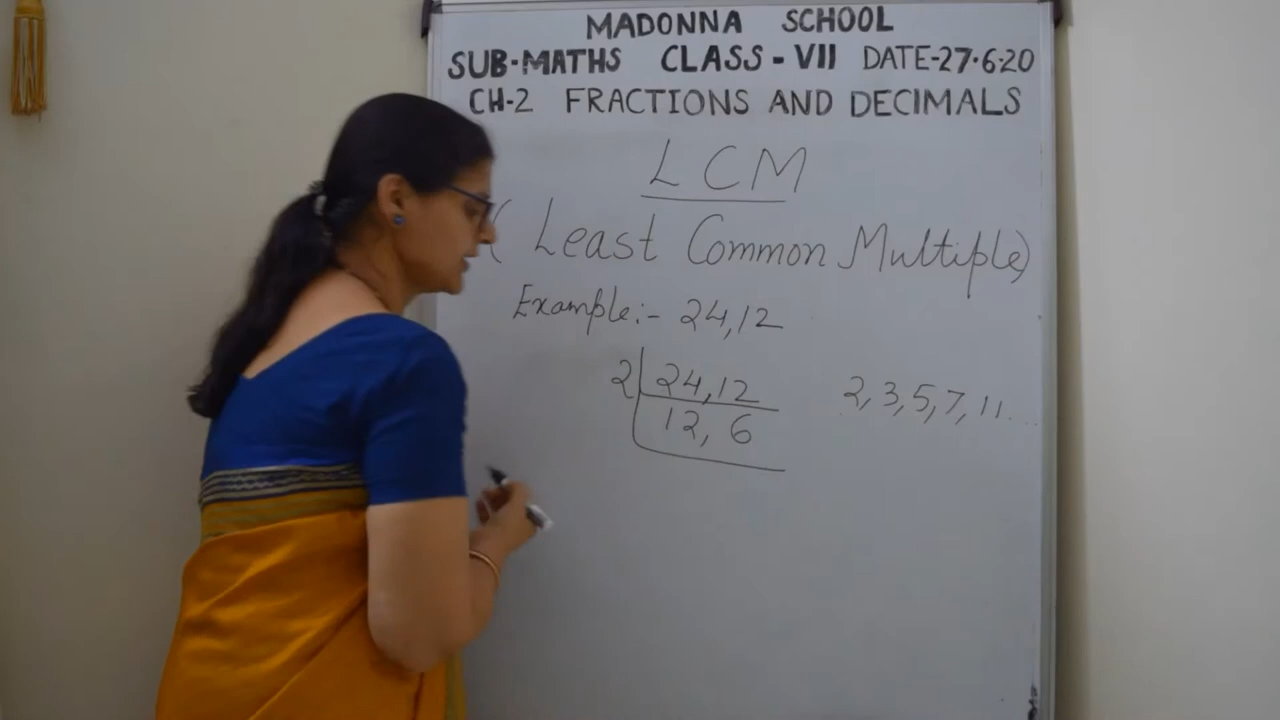 MADONNA SCHOOL
SUB-MATHS CLASS-VII DATE-27.6.20
CH-2 FRACTIONS AND DECIMALS
LCM
( Least Common Multiple)
Example:- 24,12
2 24,12 2,3,5,7,11...
12, 6